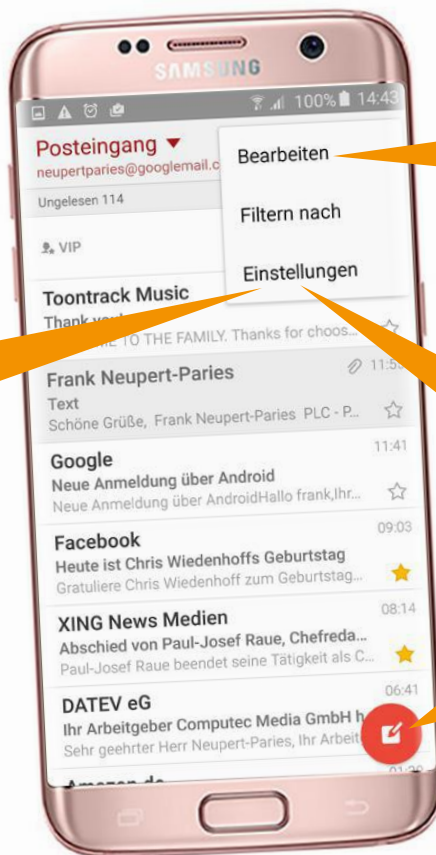 SAMSUNG
100% 14:43
Posteingang
neupertparies@googlemail.c
Ungelesen 114
Bearbeiten
Filtern nach
Einstellungen
VIP
Toontrack Music
Thank
TO THE FAMILY. Thanks for choos...
Frank Neupert-Paries
Text
Schöne Grüße, Frank Neupert-Paries PLC - P...
Google 11:41
Neue Anmeldung über Android
Neue Anmeldung über AndroidHallo frank,Ihr...
Facebook 09:03
Heute ist Chris Wiedenhoffs Geburtstag
Gratuliere Chris Wiedenhoff zum Geburtstag...
XING News Medien 08:14
Abschied von Paul-Josef Raue, Chefreda...
Paul-Josef Raue beendet seine Tätigkeit als C...
DATEV eG 06:41
Ihr Arbeitgeber Computec Media GmbH h
Sehr geehrter Herr Neupert-Paries, Ihr Arbeit